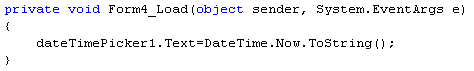 private void Form4_Load(object sender, System.EventArgs e)
{
    dateTimePicker1.Text=DateTime.Now.ToString();
}